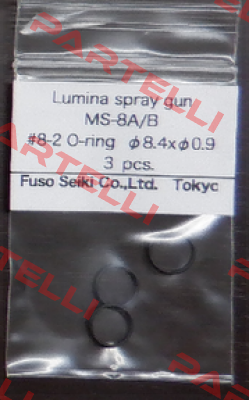 PARTELLI
Lumina spray gun
MS-8A/B
#8-2 O-ring φ8.4xφ0.9
3 pcs.
Fuso Seiki Co.,Ltd. Tokyc
PARTELLI
PARTELLI